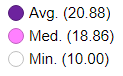 Avg. (20.88)
Med. (18.86)
Min. (10.00)